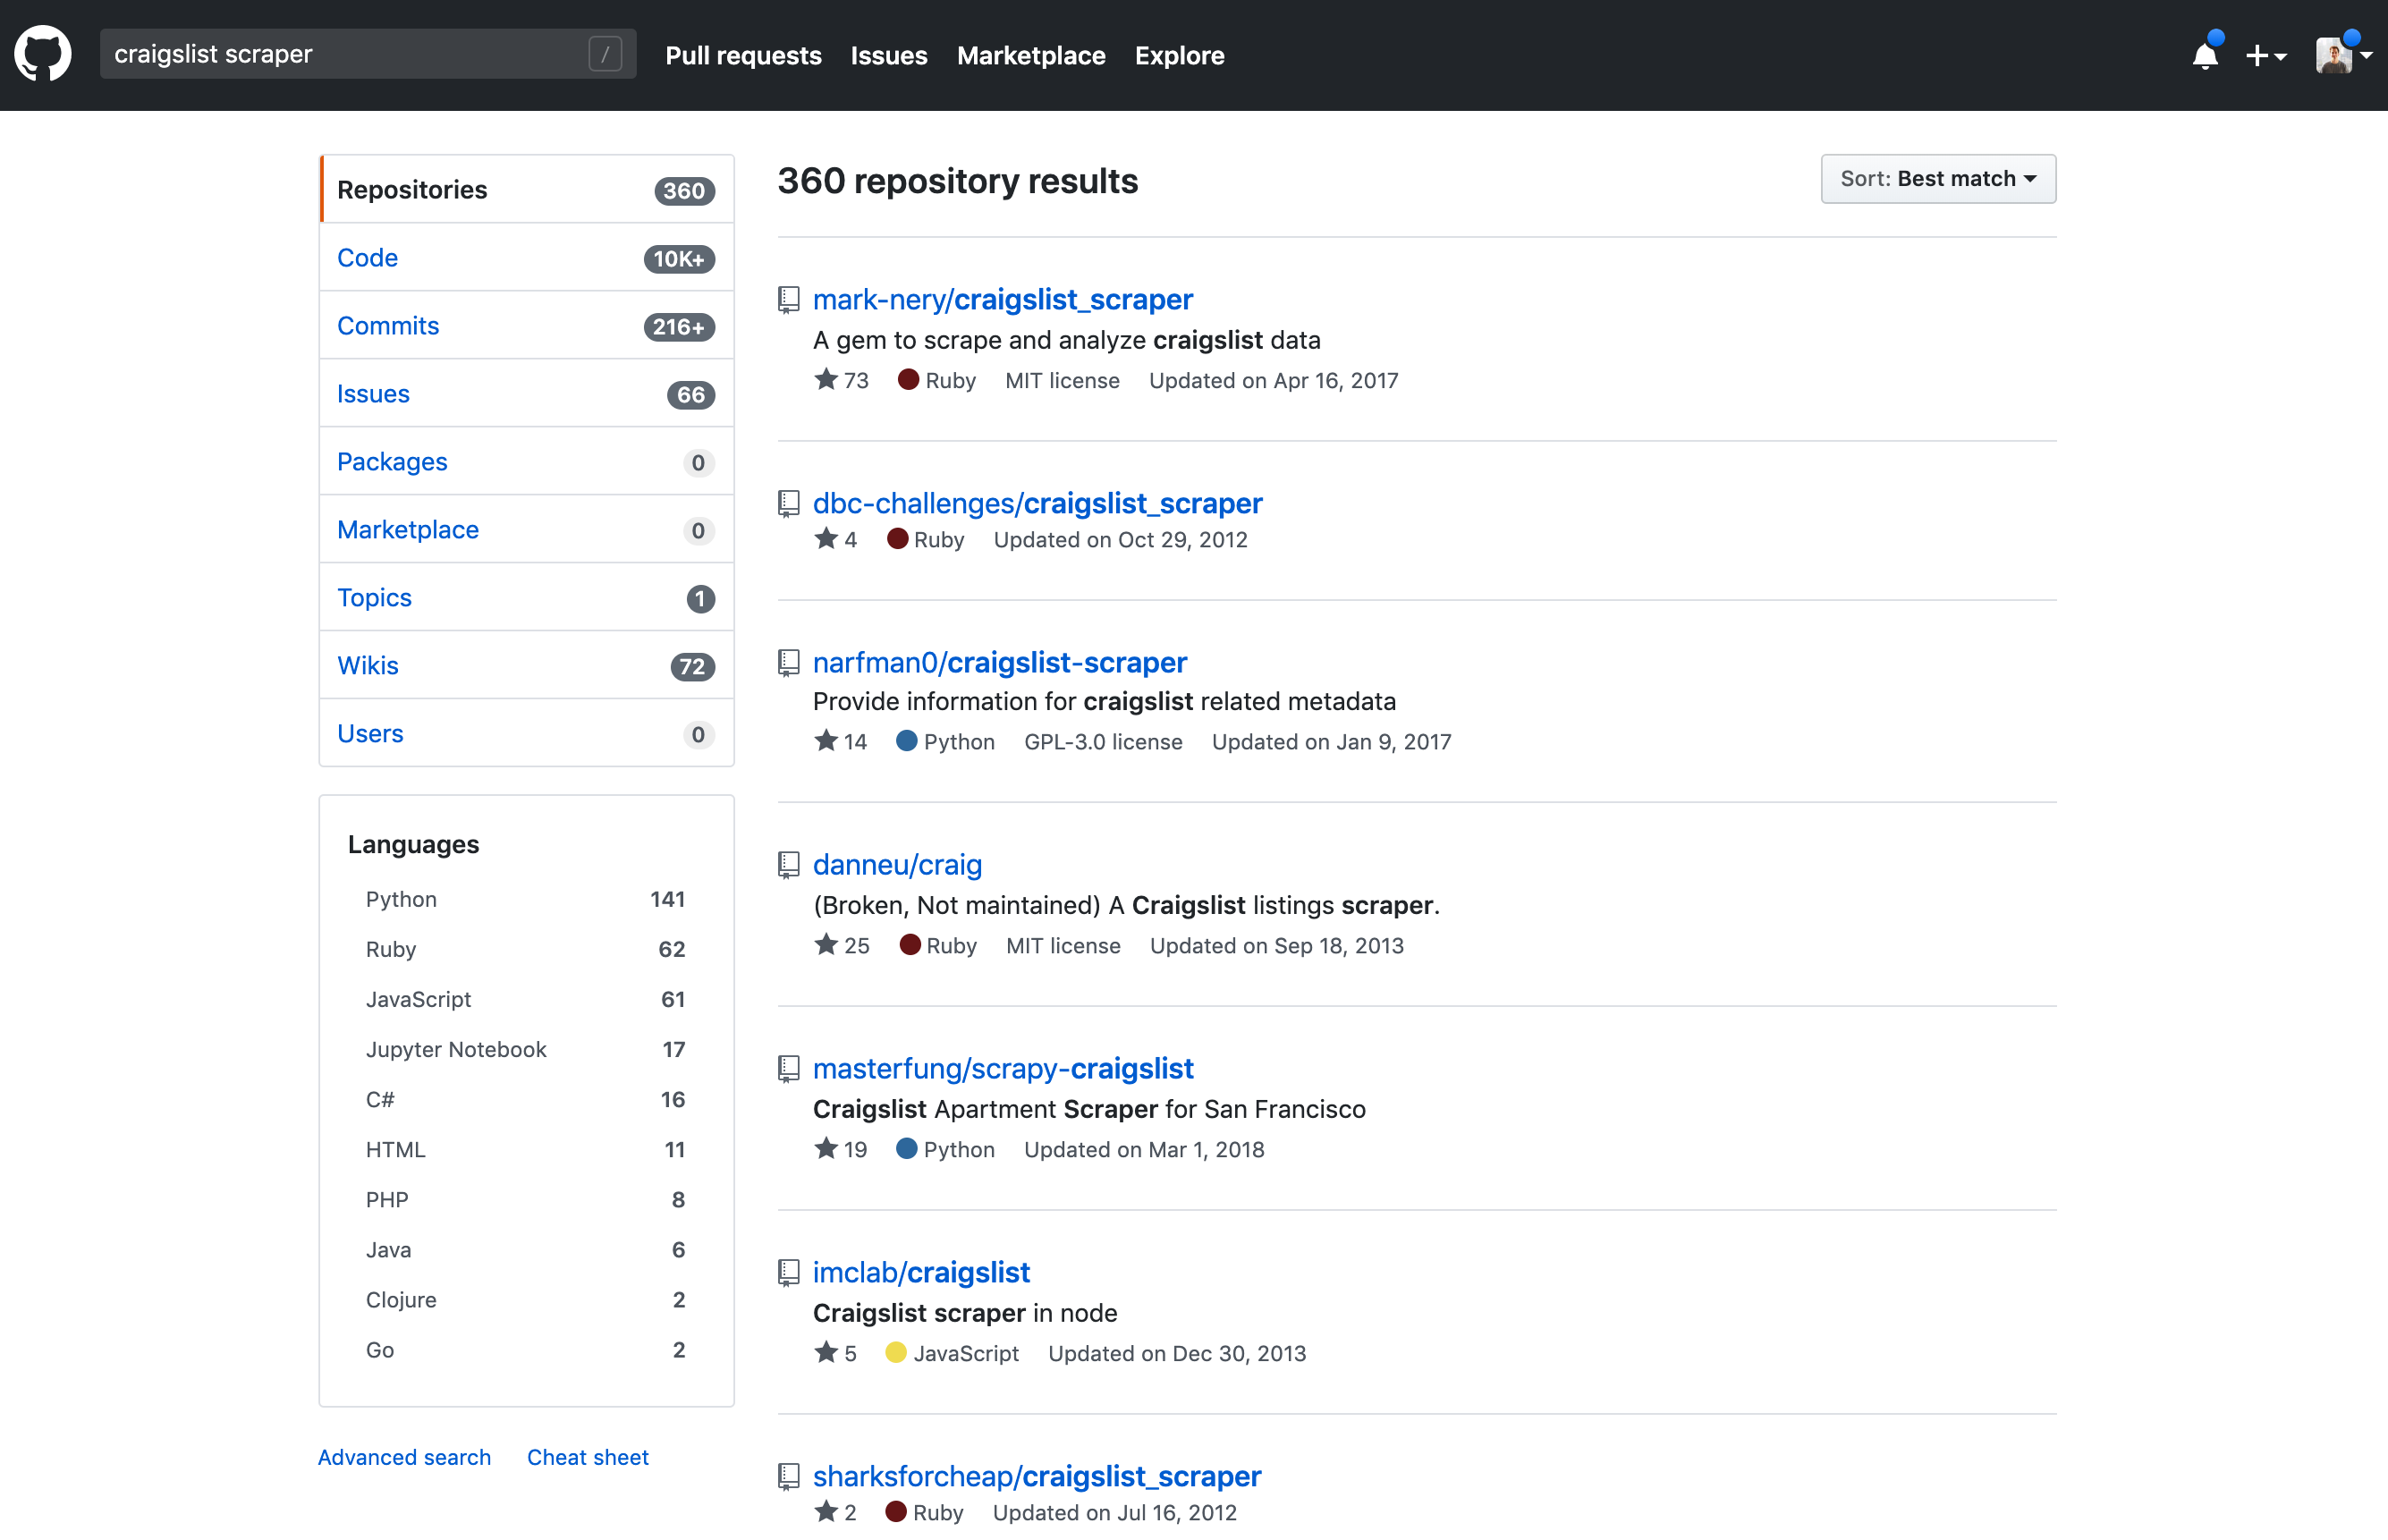 craigslist scraper /
Pull requests Issues Marketplace Explore
Repositories 360
Code 10K+
Commits 216+
Issues 66
Packages 0
Marketplace 0
Topics 1
Wikis 72
Users 0
Languages
Python 141
Ruby 62
JavaScript 61
Jupyter Notebook 17
C# 16
HTML 11
PHP 8
Java 6
Clojure 2
Go 2
Advanced search Cheat sheet
360 repository results
Sort: Best match
mark-nery/craigslist_scraper
A gem to scrape and analyze craigslist data
73 Ruby MIT license Updated on Apr 16, 2017
dbc-challenges/craigslist_scraper
4 Ruby Updated on Oct 29, 2012
narfman0/craigslist-scraper
Provide information for craigslist related metadata
14 Python GPL-3.0 license Updated on Jan 9, 2017
danneu/craig
(Broken, Not maintained) A Craigslist listings scraper.
25 Ruby MIT license Updated on Sep 18, 2013
masterfung/scrapy-craigslist
Craigslist Apartment Scraper for San Francisco
19 Python Updated on Mar 1, 2018
imclab/craigslist
Craigslist scraper in node
5 JavaScript Updated on Dec 30, 2013
sharksforcheap/craigslist_scraper
2 Ruby Updated on Jul 16, 2012